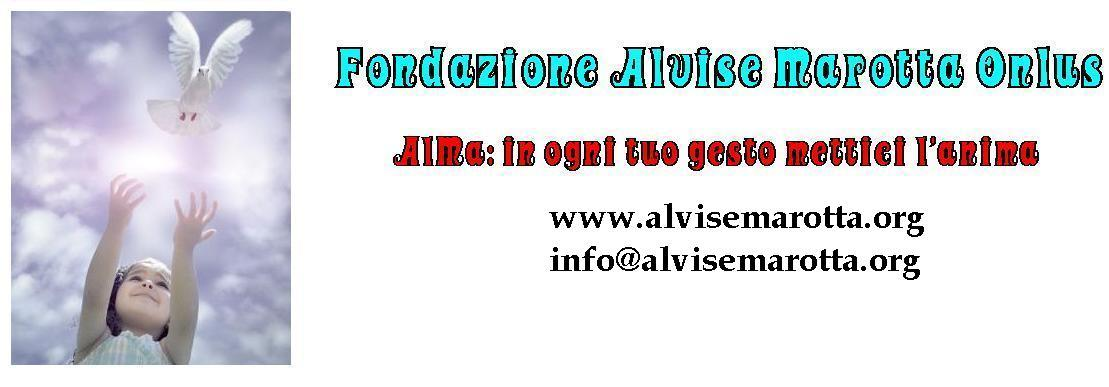 Fondazione Alvise Marotta Onlus
AlMa: in ogni tuo gesto mettici l'anima
www.alvisemarotta.org
info@alvisemarotta.org